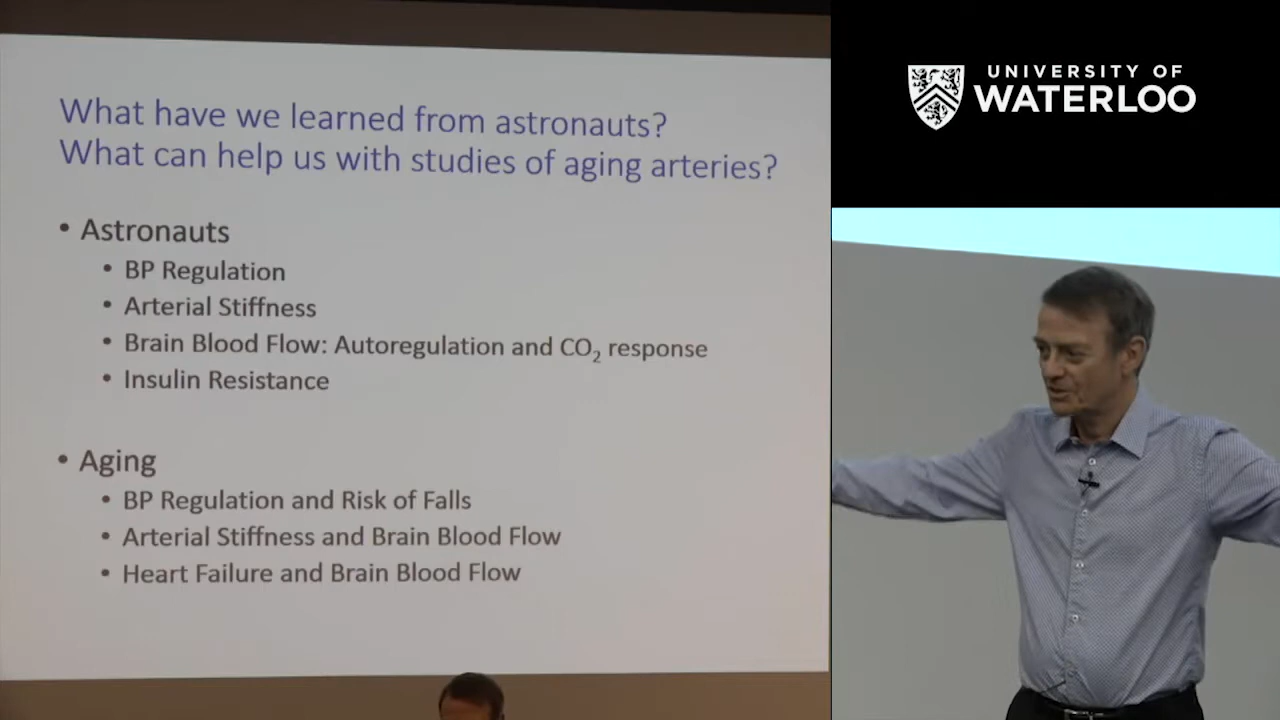 What have we learned from astronauts?
What can help us with studies of aging arteries?
• Astronauts
• BP Regulation
• Arterial Stiffness
• Brain Blood Flow: Autoregulation and CO₂ response
• Insulin Resistance
• Aging
• BP Regulation and Risk of Falls
• Arterial Stiffness and Brain Blood Flow
• Heart Failure and Brain Blood Flow
UNIVERSITY OF
WATERLOO